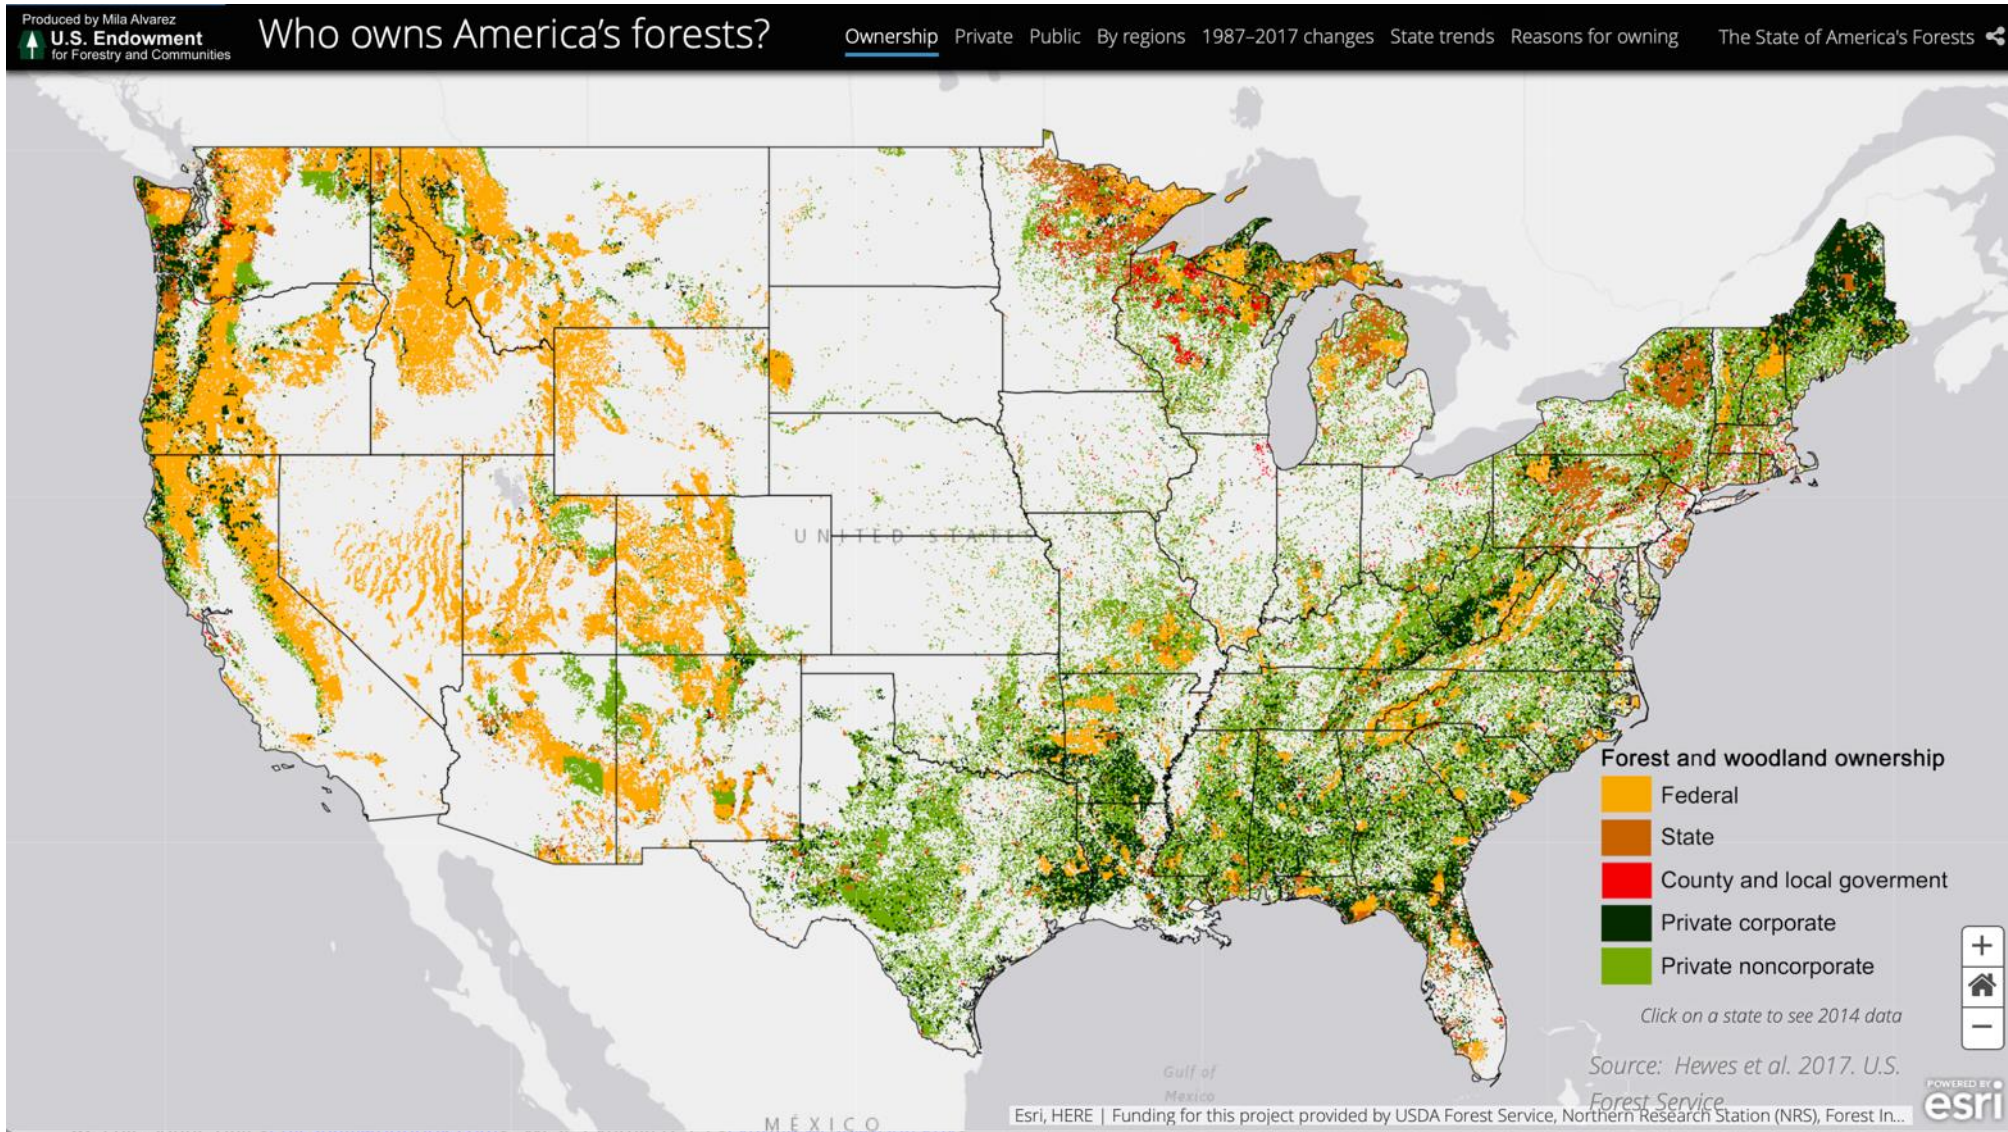 Produced by Mila Alvarez
U.S. Endowment
for Forestry and Communities
Who owns America's forests?
Ownership Private Public By regions 1987–2017 changes State trends Reasons for owning The State of America's Forests
UNITED STATES
Forest and woodland ownership
Federal
State
County and local goverment
Private corporate
Private noncorporate
+
−
Click on a state to see 2014 data
Source: Hewes et al. 2017. U.S.
Forest Service
Gulf of
Mexico
MÉXICO
Esri, HERE | Funding for this project provided by USDA Forest Service, Northern Research Station (NRS), Forest In...
POWERED BY
esri